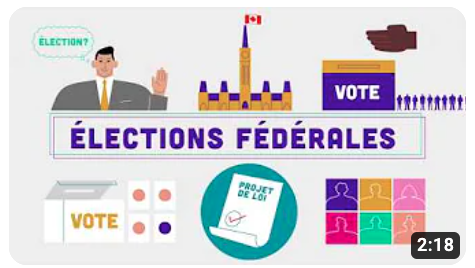 ÉLECTION?
VOTE
ÉLECTIONS FÉDÉRALES
VOTE
PROJET
DE LOI
2:18